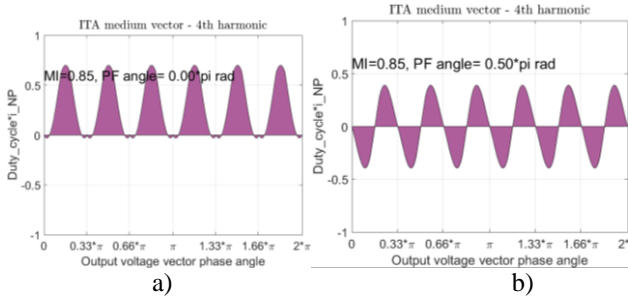 ITA medium vector - 4th harmonic
1
0.5
0
-0.5
-1
Duty_cycle*i_NP
MI=0.85, PF angle= 0.00*pi rad
0 0.33*π 0.66*π π 1.33*π 1.66*π 2*π
Output voltage vector phase angle
a)
ITA medium vector - 4th harmonic
1
0.5
0
-0.5
-1
Duty_cycle*i_NP
MI=0.85, PF angle= 0.50*pi rad
0 0.33*π 0.66*π π 1.33*π 1.66*π 2*π
Output voltage vector phase angle
b)